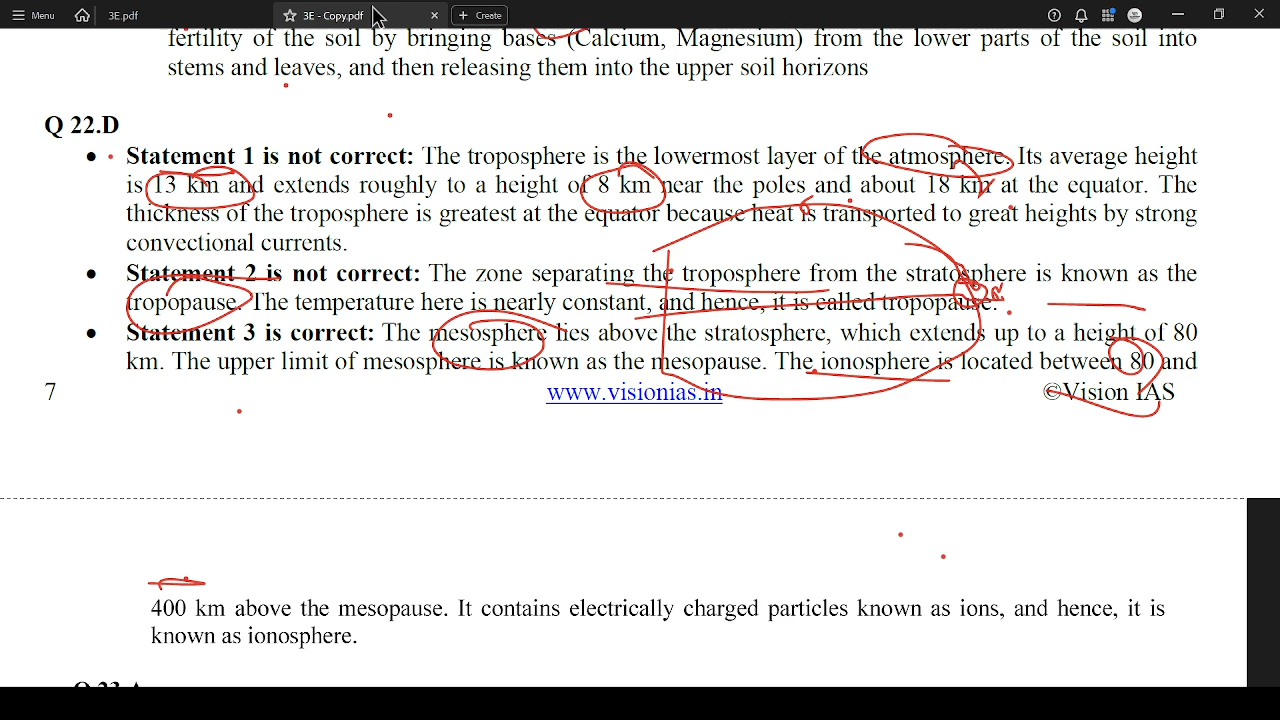 Menu
3E.pdf
3E - Copy.pdf
Create
fertility of the soil by bringing bases (Calcium, Magnesium) from the lower parts of the soil into
stems and leaves, and then releasing them into the upper soil horizons
Q 22.D
• Statement 1 is not correct: The troposphere is the lowermost layer of the atmosphere. Its average height
is 13 km and extends roughly to a height of 8 km near the poles and about 18 km at the equator. The
thickness of the troposphere is greatest at the equator because heat is transported to great heights by strong
convectional currents.
• Statement 2 is not correct: The zone separating the troposphere from the stratosphere is known as the
tropopause. The temperature here is nearly constant, and hence, it is called tropopause.
• Statement 3 is correct: The mesosphere lies above the stratosphere, which extends up to a height of 80
km. The upper limit of mesosphere is known as the mesopause. The ionosphere is located between 80 and
7 www.visionias.in ©Vision IAS
400 km above the mesopause. It contains electrically charged particles known as ions, and hence, it is
known as ionosphere.